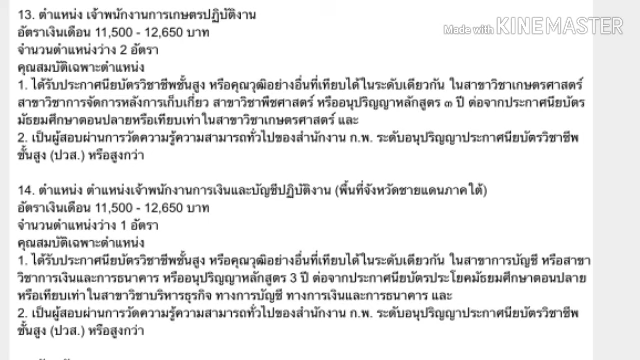 Made with KINEMASTER
13. ตำแหน่ง เจ้าพนักงานการเกษตรปฏิบัติงาน
อัตราเงินเดือน 11,500 - 12,650 บาท
จำนวนตำแหน่งว่าง 2 อัตรา
คุณสมบัติเฉพาะตำแหน่ง
1. ได้รับประกาศนียบัตรวิชาชีพชั้นสูง หรือคุณวุฒิอย่างอื่นที่เทียบได้ในระดับเดียวกัน ในสาขาวิชาเกษตรศาสตร์
สาขาวิชาการจัดการหลังการเก็บเกี่ยว สาขาวิชาพืชศาสตร์ หรืออนุปริญญาหลักสูตร ๓ ปี ต่อจากประกาศนียบัตร
มัธยมศึกษาตอนปลายหรือเทียบเท่าในสาขาวิชาเกษตรศาสตร์ และ
2. เป็นผู้สอบผ่านการวัดความรู้ความสามารถทั่วไปของสำนักงาน ก.พ. ระดับอนุปริญญาประกาศนียบัตรวิชาชีพ
ชั้นสูง (ปวส.) หรือสูงกว่า
14. ตำแหน่ง ตำแหน่งเจ้าพนักงานการเงินและบัญชีปฏิบัติงาน (พื้นที่จังหวัดชายแดนภาคใต้)
อัตราเงินเดือน 11,500 - 12,650 บาท
จำนวนตำแหน่งว่าง 1 อัตรา
คุณสมบัติเฉพาะตำแหน่ง
1. ได้รับประกาศนียบัตรวิชาชีพชั้นสูง หรือคุณวุฒิอย่างอื่นที่เทียบได้ในระดับเดียวกัน ในสาขาการบัญชี หรือสาขา
วิชาการเงินและการธนาคาร หรืออนุปริญญาหลักสูตร 3 ปี ต่อจากประกาศนียบัตรประโยคมัธยมศึกษาตอนปลาย
หรือเทียบเท่าในสาขาวิชาบริหารธุรกิจ ทางการบัญชี ทางการเงินและการธนาคาร และ
2. เป็นผู้สอบผ่านการวัดความรู้ความสามารถทั่วไปของสำนักงาน ก.พ. ระดับอนุปริญญาประกาศนียบัตรวิชาชีพ
ชั้นสูง (ปวส.) หรือสูงกว่า